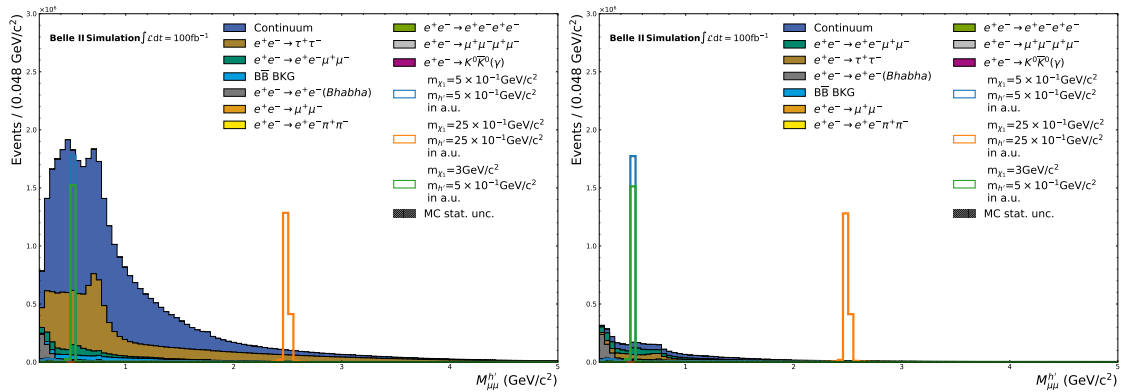 ×10⁶
Belle II Simulation ∫ℒdt = 100fb⁻¹
Continuum
e⁺e⁻ → τ⁺τ⁻
e⁺e⁻ → e⁺e⁻μ⁺μ⁻
BB̅ BKG
e⁺e⁻ → e⁺e⁻(Bhabha)
e⁺e⁻ → μ⁺μ⁻
e⁺e⁻ → e⁺e⁻π⁺π⁻
e⁺e⁻ → e⁺e⁻e⁺e⁻
e⁺e⁻ → μ⁺μ⁻μ⁺μ⁻
e⁺e⁻ → K⁰K̅⁰(γ)
m_χ₁=5 × 10⁻¹GeV/c²
m_h′=5 × 10⁻¹GeV/c²
in a.u.
m_χ₁=25 × 10⁻¹GeV/c²
m_h′=25 × 10⁻¹GeV/c²
in a.u.
m_χ₁=3GeV/c²
m_h′=5 × 10⁻¹GeV/c²
in a.u.
MC stat. unc.
Events / (0.048 GeV/c²)
3.0
2.5
2.0
1.5
1.0
0.5
0.0
1 2 3 4 5
M^h′_μμ (GeV/c²)
×10⁶
Belle II Simulation ∫ℒdt = 100fb⁻¹
Continuum
e⁺e⁻ → e⁺e⁻μ⁺μ⁻
e⁺e⁻ → τ⁺τ⁻
e⁺e⁻ → e⁺e⁻(Bhabha)
BB̅ BKG
e⁺e⁻ → μ⁺μ⁻
e⁺e⁻ → e⁺e⁻π⁺π⁻
e⁺e⁻ → e⁺e⁻e⁺e⁻
e⁺e⁻ → μ⁺μ⁻μ⁺μ⁻
e⁺e⁻ → K⁰K̅⁰(γ)
m_χ₁=5 × 10⁻¹GeV/c²
m_h′=5 × 10⁻¹GeV/c²
in a.u.
m_χ₁=25 × 10⁻¹GeV/c²
m_h′=25 × 10⁻¹GeV/c²
in a.u.
m_χ₁=3GeV/c²
m_h′=5 × 10⁻¹GeV/c²
in a.u.
MC stat. unc.
Events / (0.048 GeV/c²)
3.0
2.5
2.0
1.5
1.0
0.5
0.0
1 2 3 4 5
M^h′_μμ (GeV/c²)